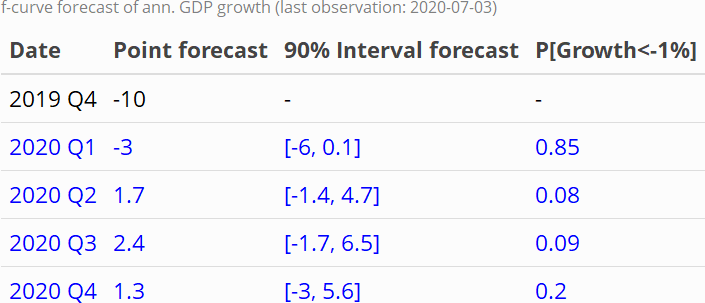 f-curve forecast of ann. GDP growth (last observation: 2020-07-03)
Date Point forecast 90% Interval forecast P[Growth<-1%]
2019 Q4 -10 - -
2020 Q1 -3 [-6, 0.1] 0.85
2020 Q2 1.7 [-1.4, 4.7] 0.08
2020 Q3 2.4 [-1.7, 6.5] 0.09
2020 Q4 1.3 [-3, 5.6] 0.2